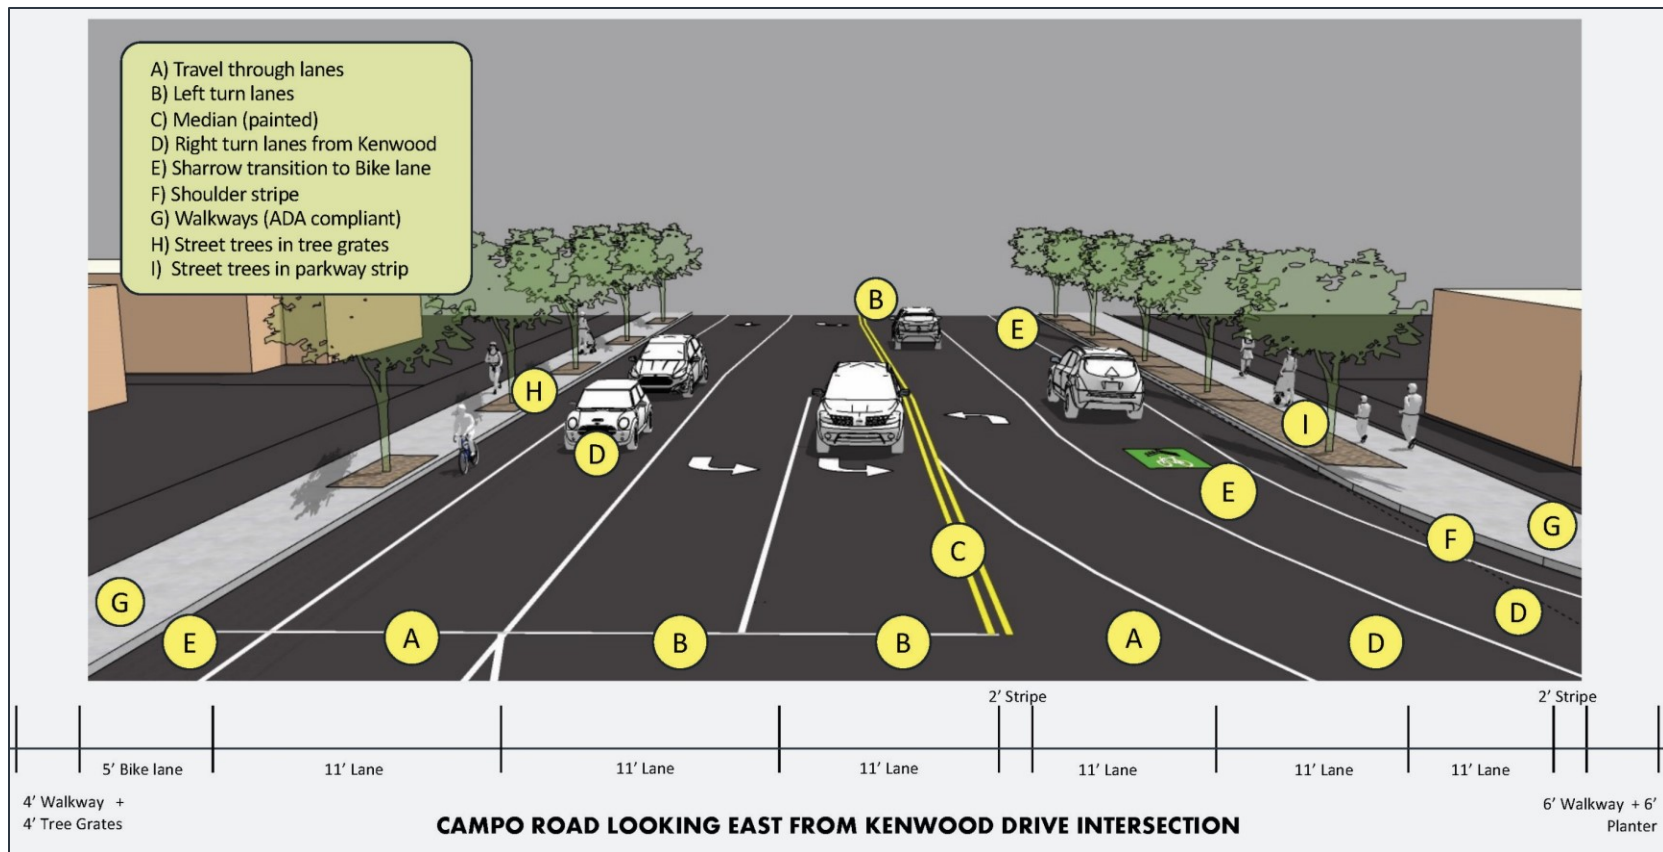 A) Travel through lanes
B) Left turn lanes
C) Median (painted)
D) Right turn lanes from Kenwood
E) Sharrow transition to Bike lane
F) Shoulder stripe
G) Walkways (ADA compliant)
H) Street trees in tree grates
I) Street trees in parkway strip
B
E
H
I
D
E
G
F
C
G
D
E
A
B
B
A
D
2’ Stripe
2’ Stripe
5’ Bike lane
11’ Lane
11’ Lane
11’ Lane
11’ Lane
11’ Lane
11’ Lane
4’ Walkway +
4’ Tree Grates
6’ Walkway + 6’
Planter
CAMPO ROAD LOOKING EAST FROM KENWOOD DRIVE INTERSECTION